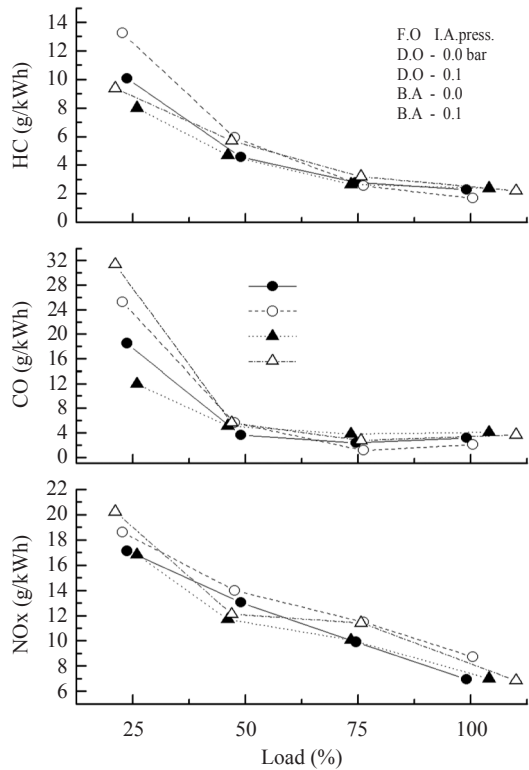 14
12
10
8
6
4
2
0
HC (g/kWh)
F.O I.A.press.
D.O - 0.0 bar
D.O - 0.1
B.A - 0.0
B.A - 0.1
32
28
24
20
16
12
8
4
0
CO (g/kWh)
22
20
18
16
14
12
10
8
6
NOx (g/kWh)
25 50 75 100
Load (%)